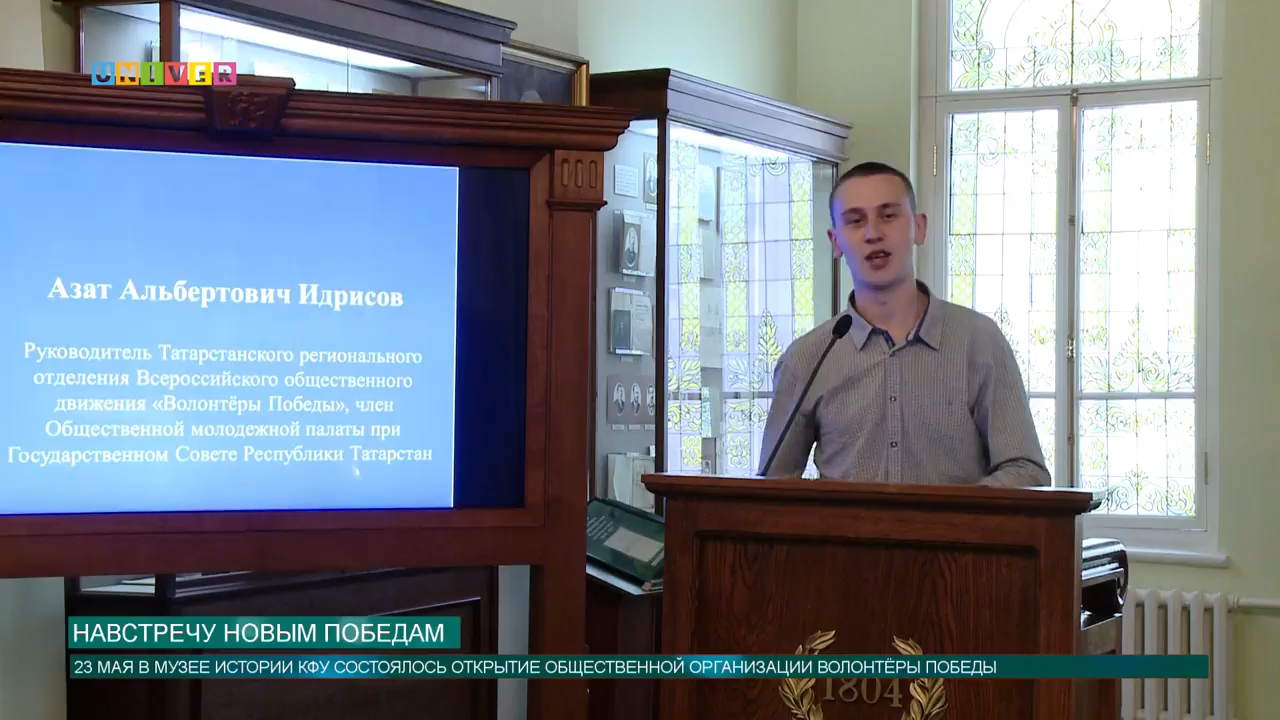 UNIVER
Азат Альбертович Идрисов
Руководитель Татарстанского регионального
отделения Всероссийского общественного
движения «Волонтёры Победы», член
Общественной молодежной палаты при
Государственном Совете Республики Татарстан
НАВСТРЕЧУ НОВЫМ ПОБЕДАМ
23 МАЯ В МУЗЕЕ ИСТОРИИ КФУ СОСТОЯЛОСЬ ОТКРЫТИЕ ОБЩЕСТВЕННОЙ ОРГАНИЗАЦИИ ВОЛОНТЁРЫ ПОБЕДЫ
1804